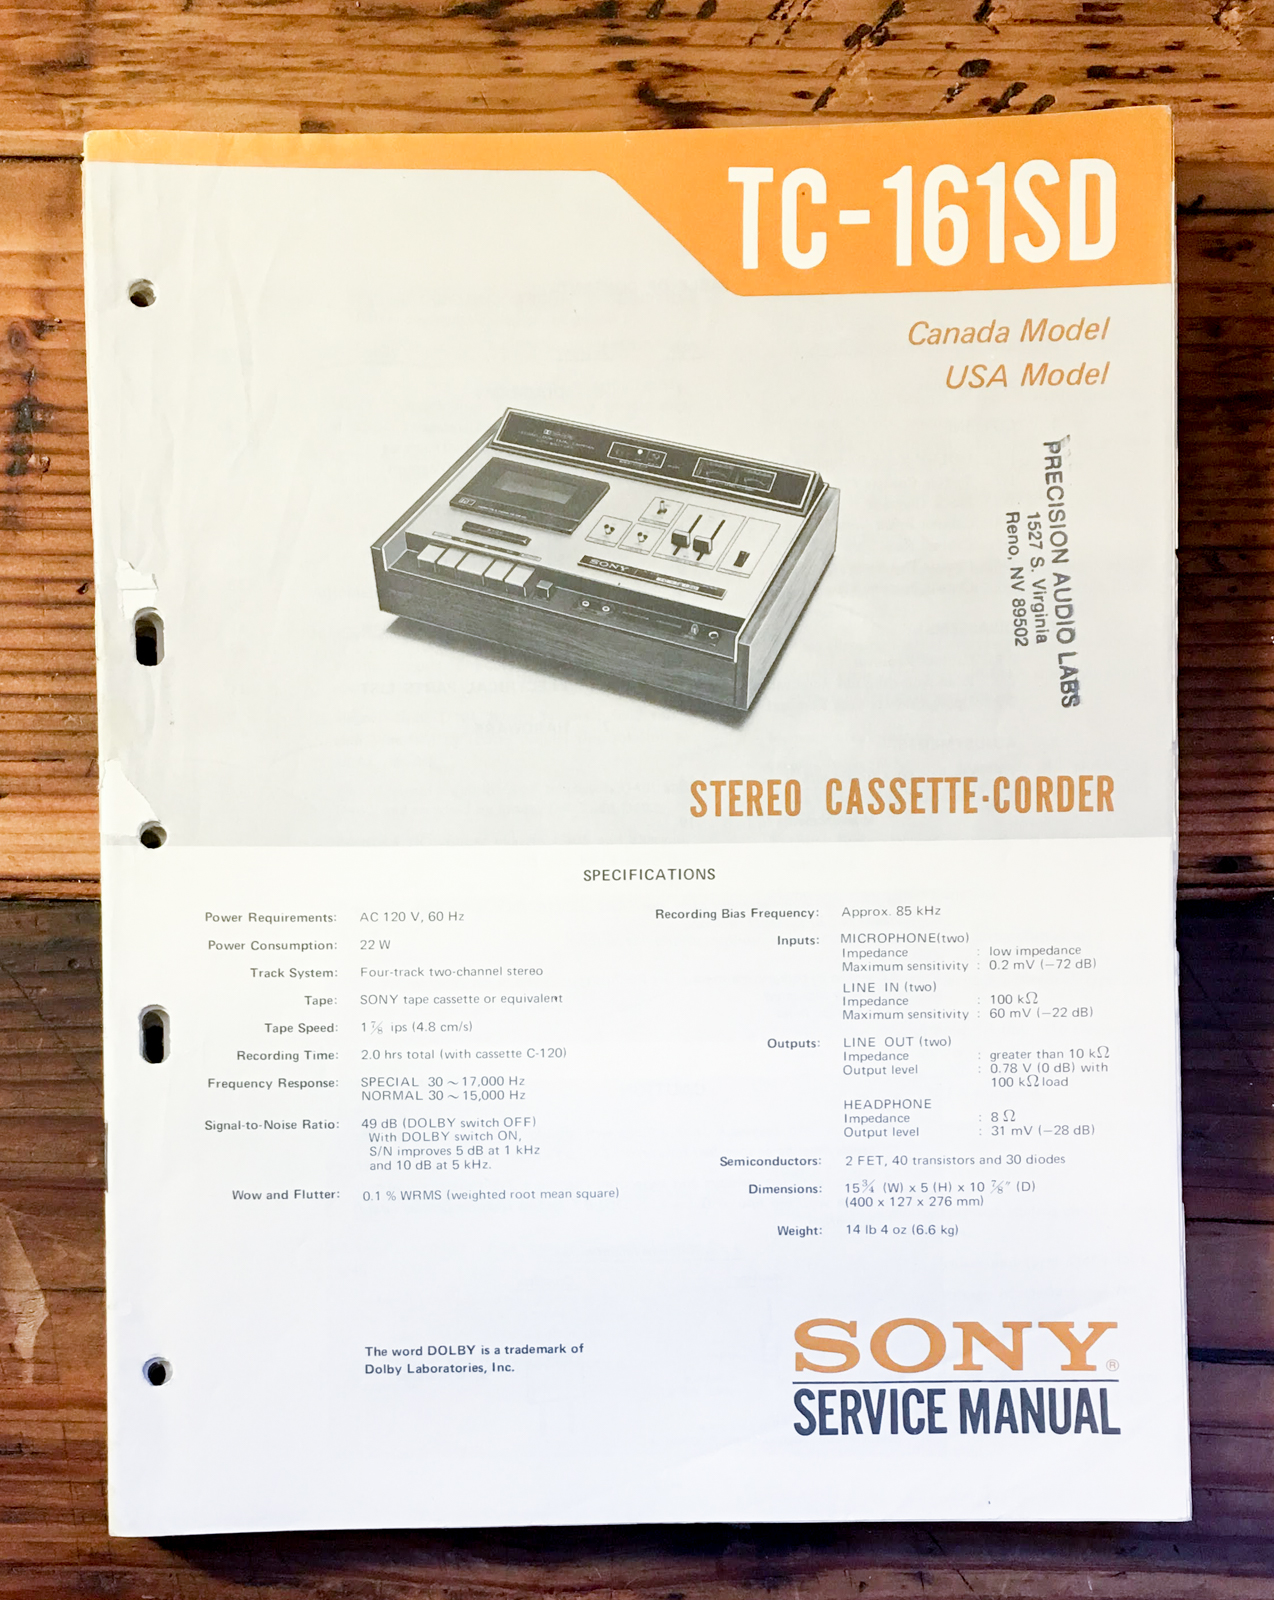 TC-161SD
Canada Model
USA Model
PRECISION AUDIO LABS
1527 S. Virginia
Reno, NV 89502
SONY
STEREO CASSETTE-CORDER
SPECIFICATIONS
Power Requirements: AC 120 V, 60 Hz
Power Consumption: 22 W
Track System: Four-track two-channel stereo
Tape: SONY tape cassette or equivalent
Tape Speed: 1 7/8 ips (4.8 cm/s)
Recording Time: 2.0 hrs total (with cassette C-120)
Frequency Response: SPECIAL 30 ~ 17,000 Hz
NORMAL 30 ~ 15,000 Hz
Signal-to-Noise Ratio: 49 dB (DOLBY switch OFF)
With DOLBY switch ON,
S/N improves 5 dB at 1 kHz
and 10 dB at 5 kHz.
Wow and Flutter: 0.1 % WRMS (weighted root mean square)
Recording Bias Frequency: Approx. 85 kHz
Inputs: MICROPHONE(two)
Impedance : low impedance
Maximum sensitivity : 0.2 mV (−72 dB)
LINE IN (two)
Impedance : 100 kΩ
Maximum sensitivity : 60 mV (−22 dB)
Outputs: LINE OUT (two)
Impedance : greater than 10 kΩ
Output level : 0.78 V (0 dB) with
100 kΩ load
HEADPHONE
Impedance : 8 Ω
Output level : 31 mV (−28 dB)
Semiconductors: 2 FET, 40 transistors and 30 diodes
Dimensions: 15 3/4 (W) x 5 (H) x 10 7/8" (D)
(400 x 127 x 276 mm)
Weight: 14 lb 4 oz (6.6 kg)
The word DOLBY is a trademark of
Dolby Laboratories, Inc.
SONY®
SERVICE MANUAL